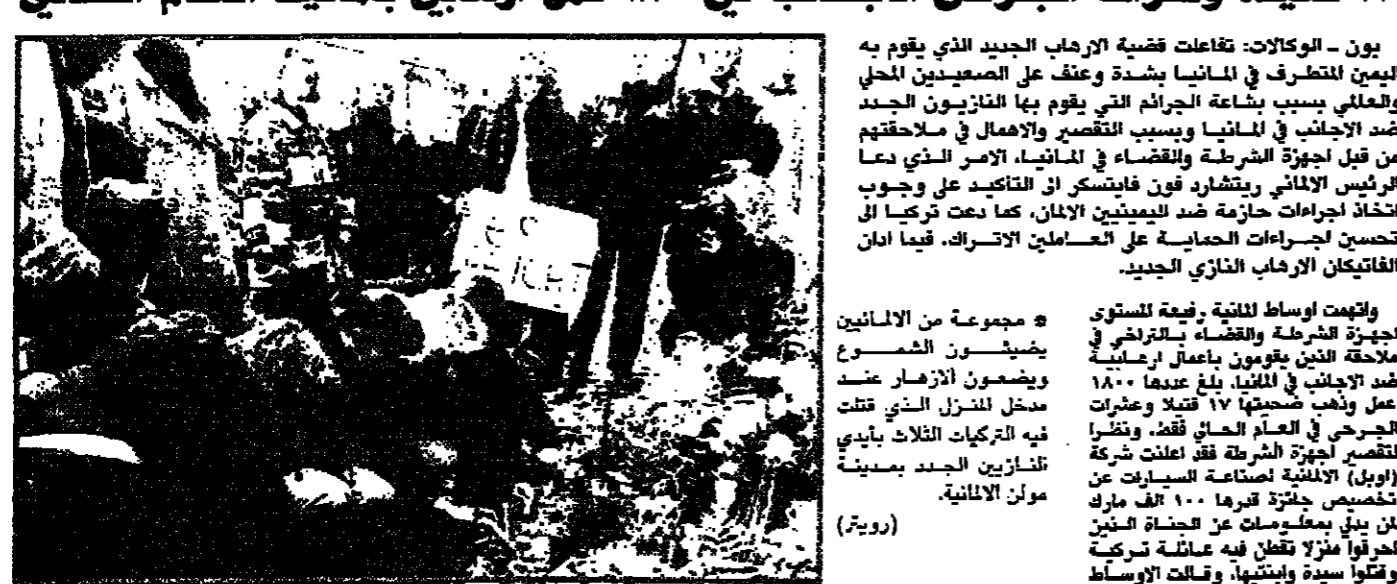 بون ـ الوكالات: تفاعلت قضية الارهاب الجديد الذي يقوم به
اليمين المتطرف في المانيا بشدة وعنف على الصعيدين المحلي
والعالمي بسبب بشاعة الجرائم التي يقوم بها النازيون الجدد
ضد الاجانب في المانيا وبسبب التقصير والاهمال في ملاحقتهم
من قبل اجهزة الشرطة والقضاء في المانيا، الامر الذي دعا
الرئيس الالماني ريتشارد فون فايتسكر الى التأكيد على وجوب
اتخاذ اجراءات حازمة ضد اليمينيين الالمان، كما دعت تركيا الى
تحسين اجراءات الحماية على العاملين الاتراك، فيما ادان
الفاتيكان الارهاب النازي الجديد.
واتهمت اوساط المانية رفيعة المستوى
اجهزة الشرطة والقضاء بالتراخي في
ملاحقة الذين يقومون باعمال ارهابية
ضد الاجانب في المانيا، بلغ عددها ١٨٠٠
عمل وذهب ضحيتها ١٧ قتيلا وعشرات
الجرحى في العام الحالي فقط، ونظرا
لتقصير اجهزة الشرطة فقد اعلنت شركة
(اوبل) الالمانية لصناعة السيارات عن
تخصيص جائزة قدرها ١٠٠ الف مارك
لمن يدلي بمعلومات عن الجناة الذين
احرقوا منزلا تقطن فيه عائلة تركية
وقتلوا سيدة وابنتيها، وقالت الاوساط
* مجموعة من الالمانيين
يضيئون الشموع
ويضعون الازهار عند
مدخل المنزل الذي قتلت
فيه التركيات الثلاث بأيدي
النازيين الجدد بمدينة
مولن الالمانية.
(رويتر)